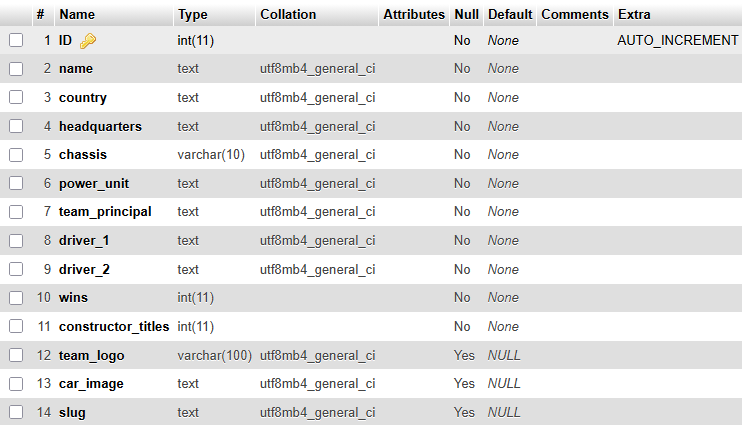 # Name Type Collation Attributes Null Default Comments Extra
1 ID int(11) No None AUTO_INCREMENT
2 name text utf8mb4_general_ci No None
3 country text utf8mb4_general_ci No None
4 headquarters text utf8mb4_general_ci No None
5 chassis varchar(10) utf8mb4_general_ci No None
6 power_unit text utf8mb4_general_ci No None
7 team_principal text utf8mb4_general_ci No None
8 driver_1 text utf8mb4_general_ci No None
9 driver_2 text utf8mb4_general_ci No None
10 wins int(11) No None
11 constructor_titles int(11) No None
12 team_logo varchar(100) utf8mb4_general_ci Yes NULL
13 car_image text utf8mb4_general_ci Yes NULL
14 slug text utf8mb4_general_ci Yes NULL